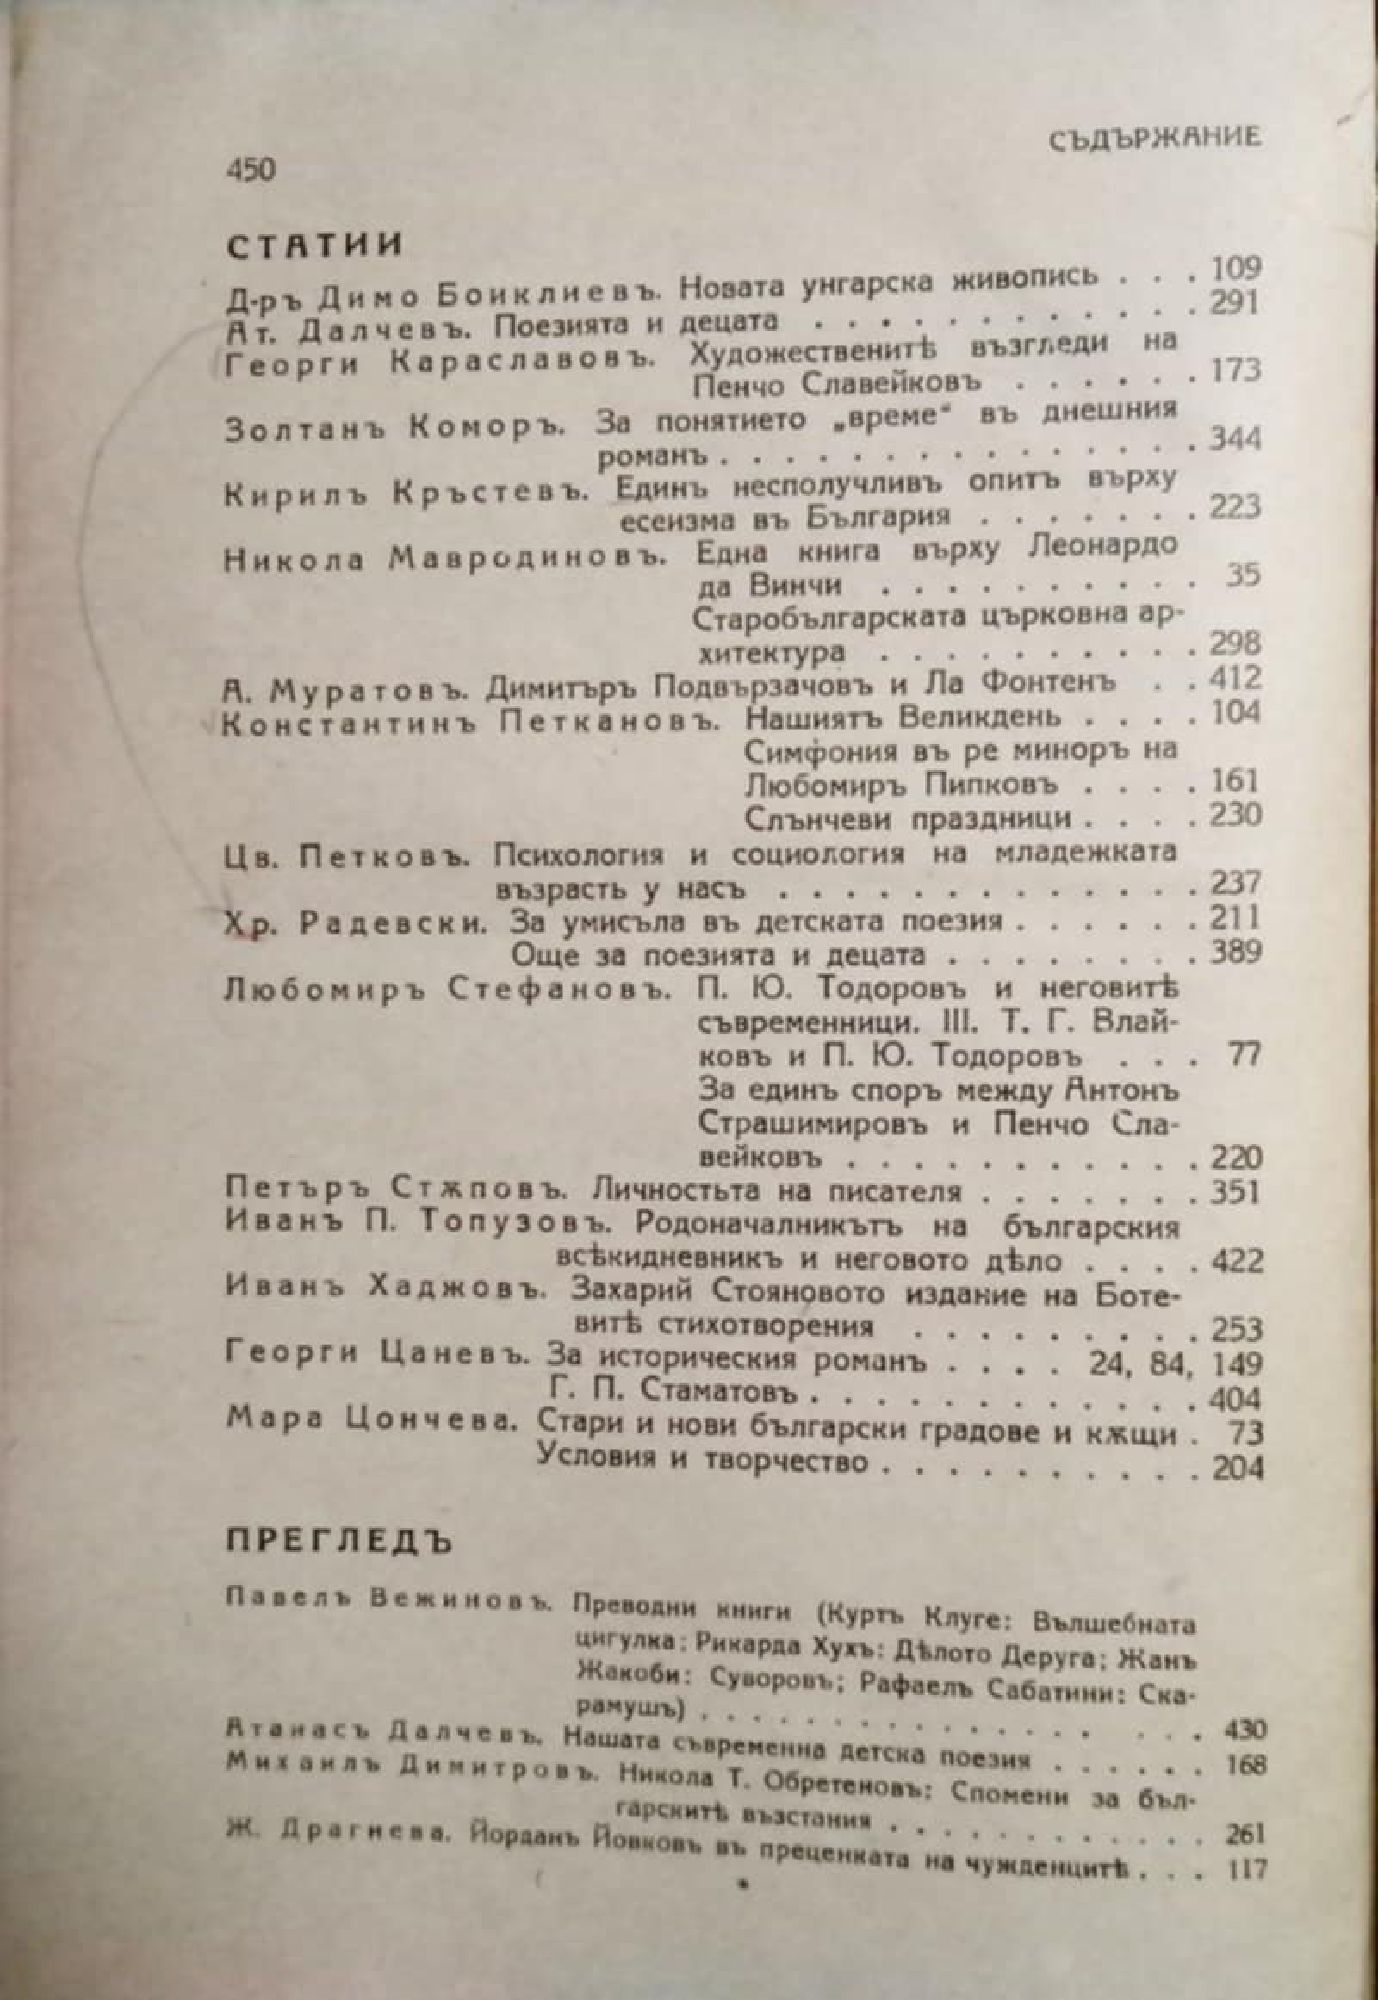 СЪДЪРЖАНИЕ
450
СТАТИИ
Д-ръ Димо Боиклиевъ. Новата унгарска живопись . . . 109
Ат. Далчевъ. Поезията и децата . . . . . . . . . . . . 291
Георги Караславовъ. Художественитѣ възгледи на
Пенчо Славейковъ . . . . . . 173
Золтанъ Коморъ. За понятието „време“ въ днешния
романъ . . . . . . . . . . . . . . . 344
Кирилъ Кръстевъ. Единъ несполучливъ опитъ върху
есеизма въ България . . . . . . . 223
Никола Мавродиновъ. Една книга върху Леонардо
да Винчи . . . . . . . . . . 35
Старобългарската църковна ар-
хитектура . . . . . . . . . . 298
А. Муратовъ. Димитъръ Подвързачовъ и Ла Фонтенъ . . 412
Константинъ Петкановъ. Нашиятъ Великдень . . . . 104
Симфония въ ре миноръ на
Любомиръ Пипковъ . . . . 161
Слънчеви праздници . . . . 230
Цв. Петковъ. Психология и социология на младежката
възрасть у насъ . . . . . . . . . . . . . 237
Хр. Радевски. За умисъла въ детската поезия . . . . . . 211
Още за поезията и децата . . . . . . . . 389
Любомиръ Стефановъ. П. Ю. Тодоровъ и неговитѣ
съвременници. III. Т. Г. Влай-
ковъ и П. Ю. Тодоровъ . . . 77
За единъ споръ между Антонъ
Страшимировъ и Пенчо Сла-
вейковъ . . . . . . . . . . . 220
Петъръ Стѫповъ. Личностьта на писателя . . . . . . . 351
Иванъ П. Топузовъ. Родоначалникътъ на българския
всѣкидневникъ и неговото дѣло . . . . 422
Иванъ Хаджовъ. Захарий Стояновото издание на Боте-
витѣ стихотворения . . . . . . . . . 253
Георги Цаневъ. За историческия романъ . . . . 24, 84, 149
Г. П. Стаматовъ . . . . . . . . . . . . 404
Мара Цончева. Стари и нови български градове и кѫщи . 73
Условия и творчество . . . . . . . . . . 204
ПРЕГЛЕДЪ
Павелъ Вежиновъ. Преводни книги (Куртъ Клуге: Вълшебната
цигулка; Рикарда Хухъ: Дѣлото Деруга; Жанъ
Жакоби: Суворовъ; Рафаелъ Сабатини: Ска-
рамушъ) . . . . . . . . . . . . . . . . 430
Атанасъ Далчевъ. Нашата съвременна детска поезия . . . . . . 168
Михаилъ Димитровъ. Никола Т. Обретеновъ: Спомени за бъл-
гарскитѣ възстания . . . . . . . . . . . . 261
Ж. Драгнева. Йорданъ Йовковъ въ преценката на чужденцитѣ . . . 117